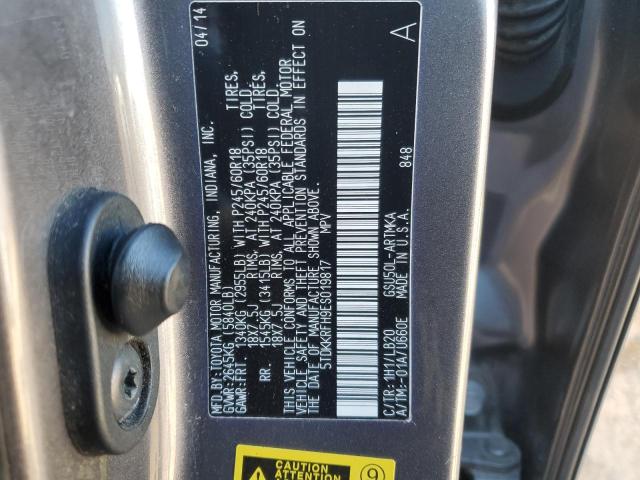 MFD.BY:TOYOTA MOTOR MANUFACTURING, INDIANA, INC. 04/14
GVWR:2645KG ( 5840LB)
GAWR:FRT. 1340KG ( 2955LB) WITH P245/60R18 TIRES,
18X7.5J RIMS, AT 240KPA (35PSI) COLD.
RR. 1545KG ( 3415LB) WITH P245/60R18 TIRES,
18X7.5J RIMS, AT 240KPA (35PSI) COLD.
THIS VEHICLE CONFORMS TO ALL APPLICABLE FEDERAL MOTOR
VEHICLE SAFETY AND THEFT PREVENTION STANDARDS IN EFFECT ON
THE DATE OF MANUFACTURE SHOWN ABOVE.
5TDKKRFH9ES019817 MPV
A
C/TR:1H1/LB20 GSU50L-ARTMKA
A/TM:-01A/U660E MADE IN U.S.A. 848
CAUTION
ATTENTION
9